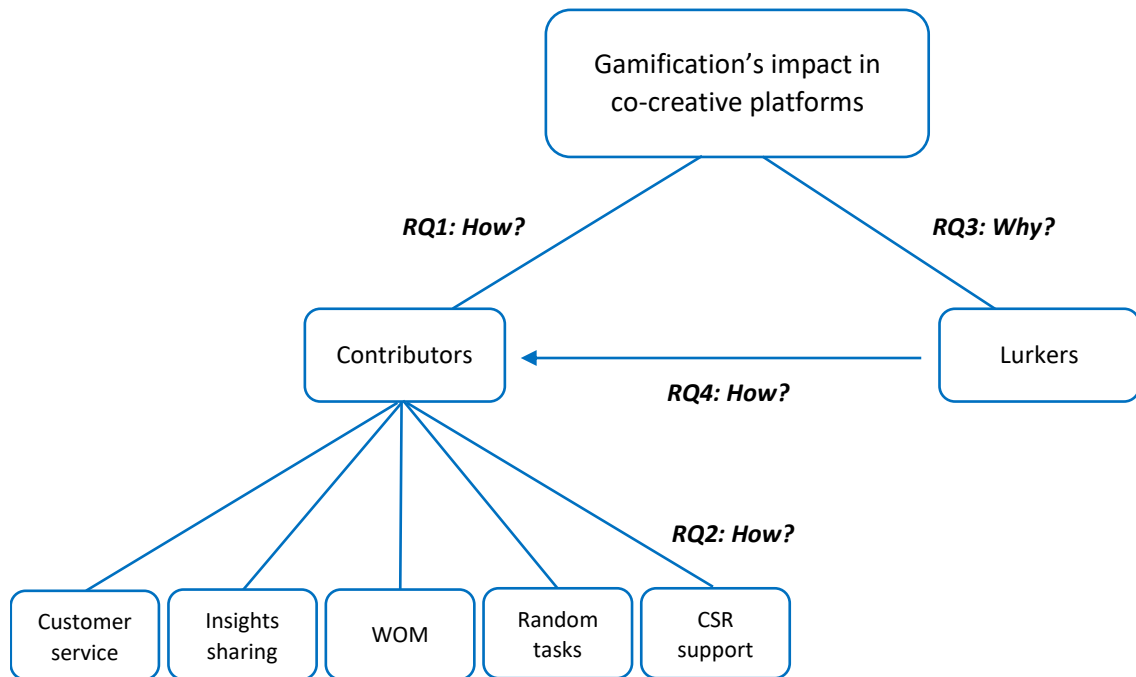 Gamification’s impact in
co-creative platforms
RQ1: How?
RQ3: Why?
Contributors
Lurkers
RQ4: How?
RQ2: How?
Customer
service
Insights
sharing
WOM
Random
tasks
CSR
support